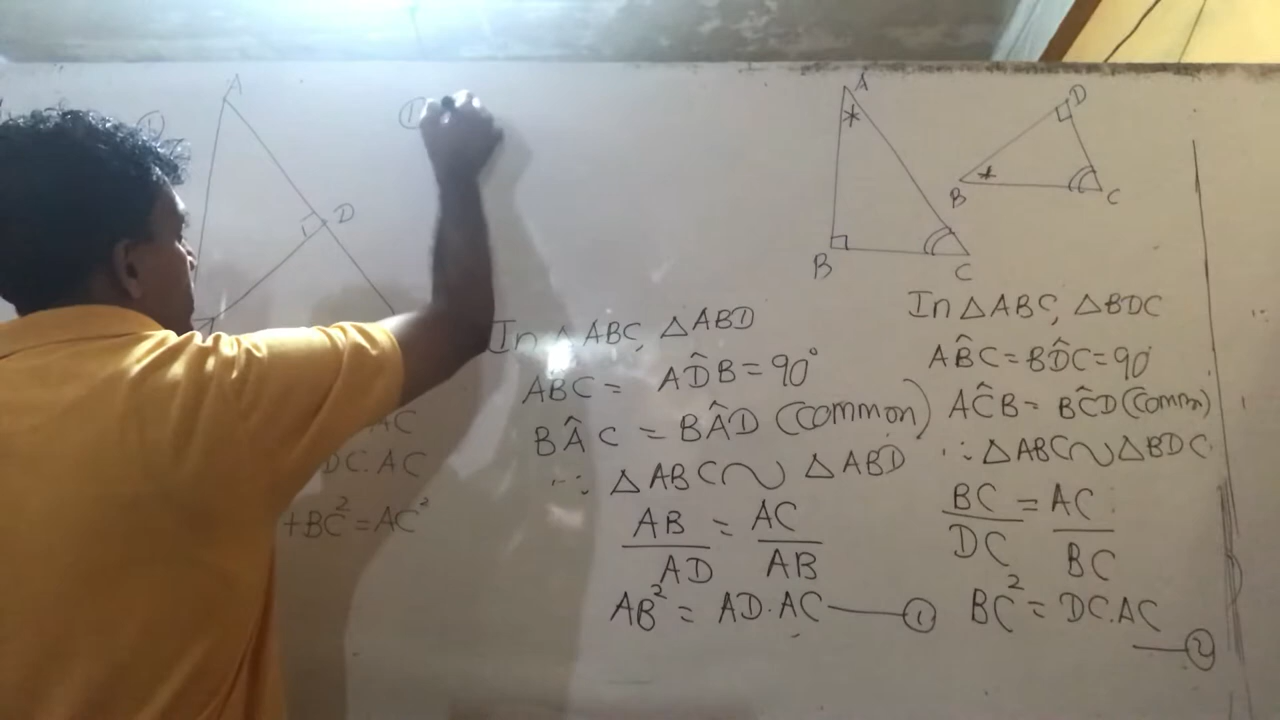 A
D
①
AC
DC.AC
+BC²=AC²
In △ABC, △ABD
ABC = AD̂B=90°
BÂC = BÂD (common)
∴ △ABC∽△ABD
AB/AD = AC/AB
AB² = AD.AC — ①
A
B
C
D
B
C
In △ABC, △BDC
AB̂C=BD̂C=90°
AĈB= BĈD(Common)
∴ △ABC∽△BDC.
BC/DC = AC/BC
BC² = DC.AC
— ②